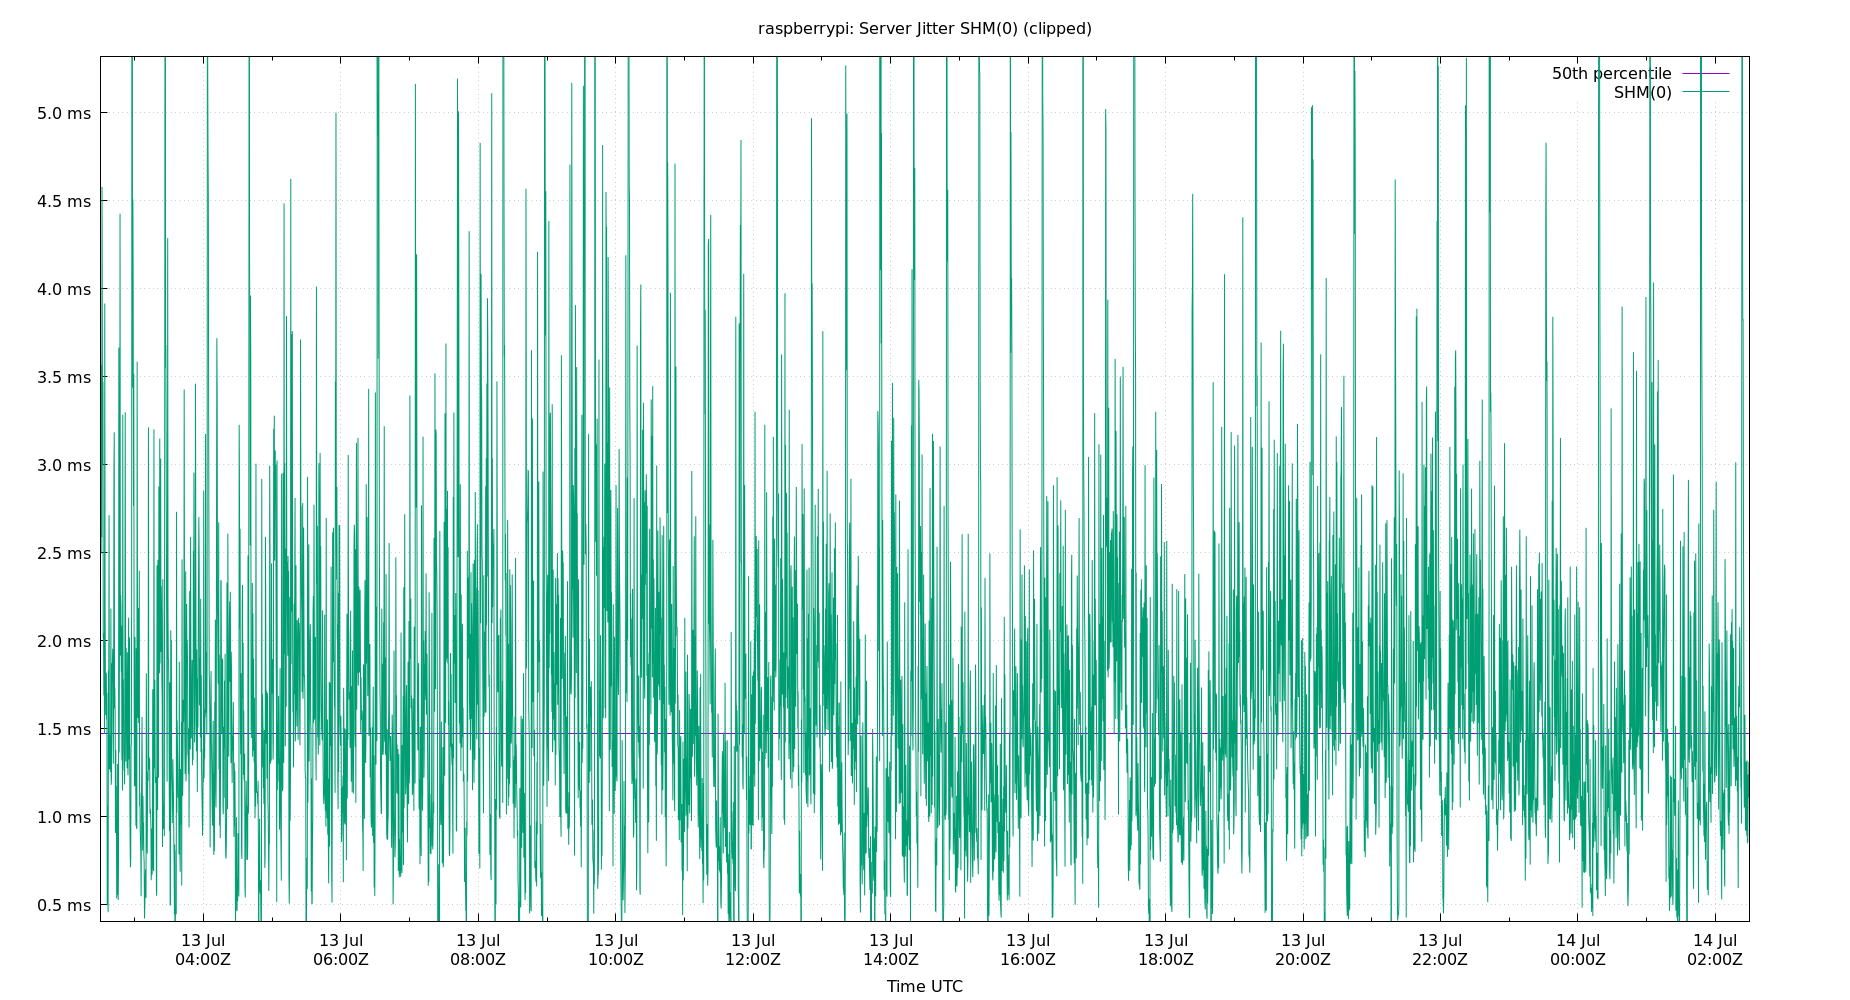 raspberrypi: Server Jitter SHM(0) (clipped)
50th percentile
SHM(0)
5.0 ms
4.5 ms
4.0 ms
3.5 ms
3.0 ms
2.5 ms
2.0 ms
1.5 ms
1.0 ms
0.5 ms
13 Jul 13 Jul 13 Jul 13 Jul 13 Jul 13 Jul 13 Jul 13 Jul 13 Jul 13 Jul 14 Jul 14 Jul
04:00Z 06:00Z 08:00Z 10:00Z 12:00Z 14:00Z 16:00Z 18:00Z 20:00Z 22:00Z 00:00Z 02:00Z
Time UTC